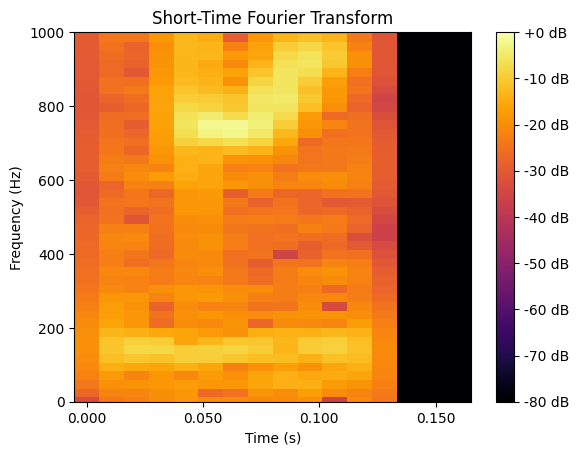 Short-Time Fourier Transform
1000
800
600
400
200
0
Frequency (Hz)
0.000
0.050
0.100
0.150
Time (s)
+0 dB
-10 dB
-20 dB
-30 dB
-40 dB
-50 dB
-60 dB
-70 dB
-80 dB